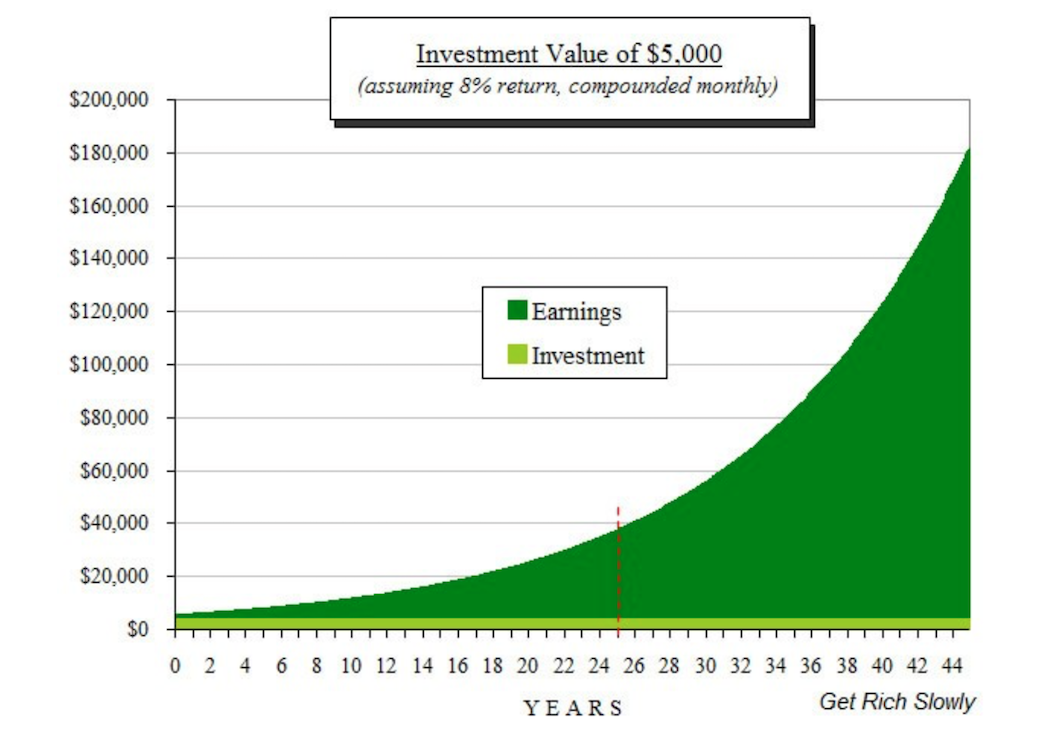 Investment Value of $5,000
(assuming 8% return, compounded monthly)
$200,000
$180,000
$160,000
$140,000
$120,000
$100,000
$80,000
$60,000
$40,000
$20,000
$0
Earnings
Investment
0 2 4 6 8 10 12 14 16 18 20 22 24 26 28 30 32 34 36 38 40 42 44
YEARS
Get Rich Slowly